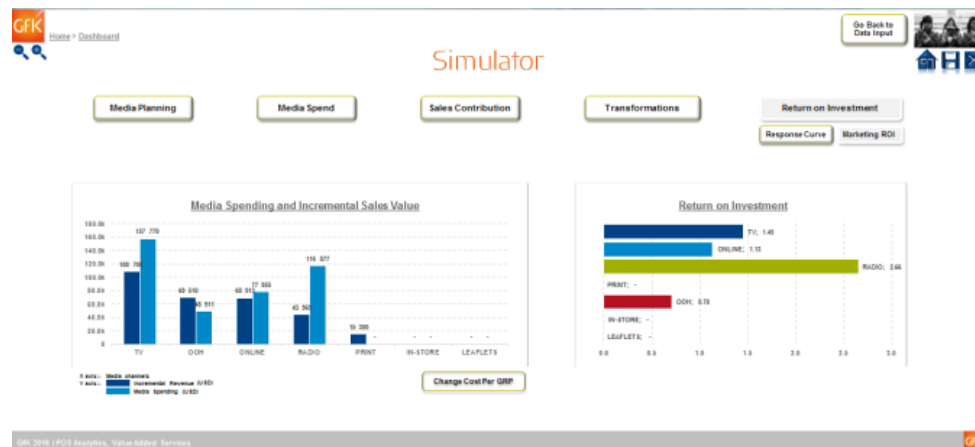 GfK
Home > Dashboard
Go Back to
Data Input
Simulator
Media Planning
Media Spend
Sales Contribution
Transformations
Return on Investment
Response Curve
Marketing ROI
Media Spending and Incremental Sales Value
180.0k
160.0k
140.0k
120.0k
100.0k
80.0k
60.0k
40.0k
20.0k
0
157 770
116 877
TV
OOH
ONLINE
RADIO
PRINT
IN-STORE
LEAFLETS
X axis: Media channels
Y axis: Incremental Revenue (USD)
Media Spending (USD)
Change Cost Per GRP
Return on Investment
TV; 1.45
ONLINE; 1.13
RADIO; 2.66
PRINT; -
OOH; 0.70
IN-STORE; -
LEAFLETS; -
0.0 0.5 1.0 1.5 2.0 2.5 3.0
GfK 2016 | POS Analytics, Value Added Services